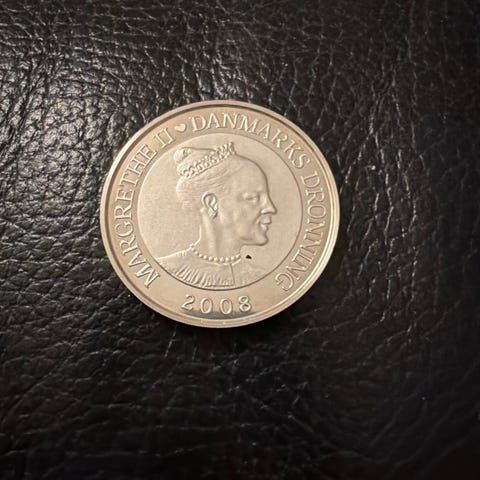 MARGRETHE II ♥ DANMARKS DRONNING
2008